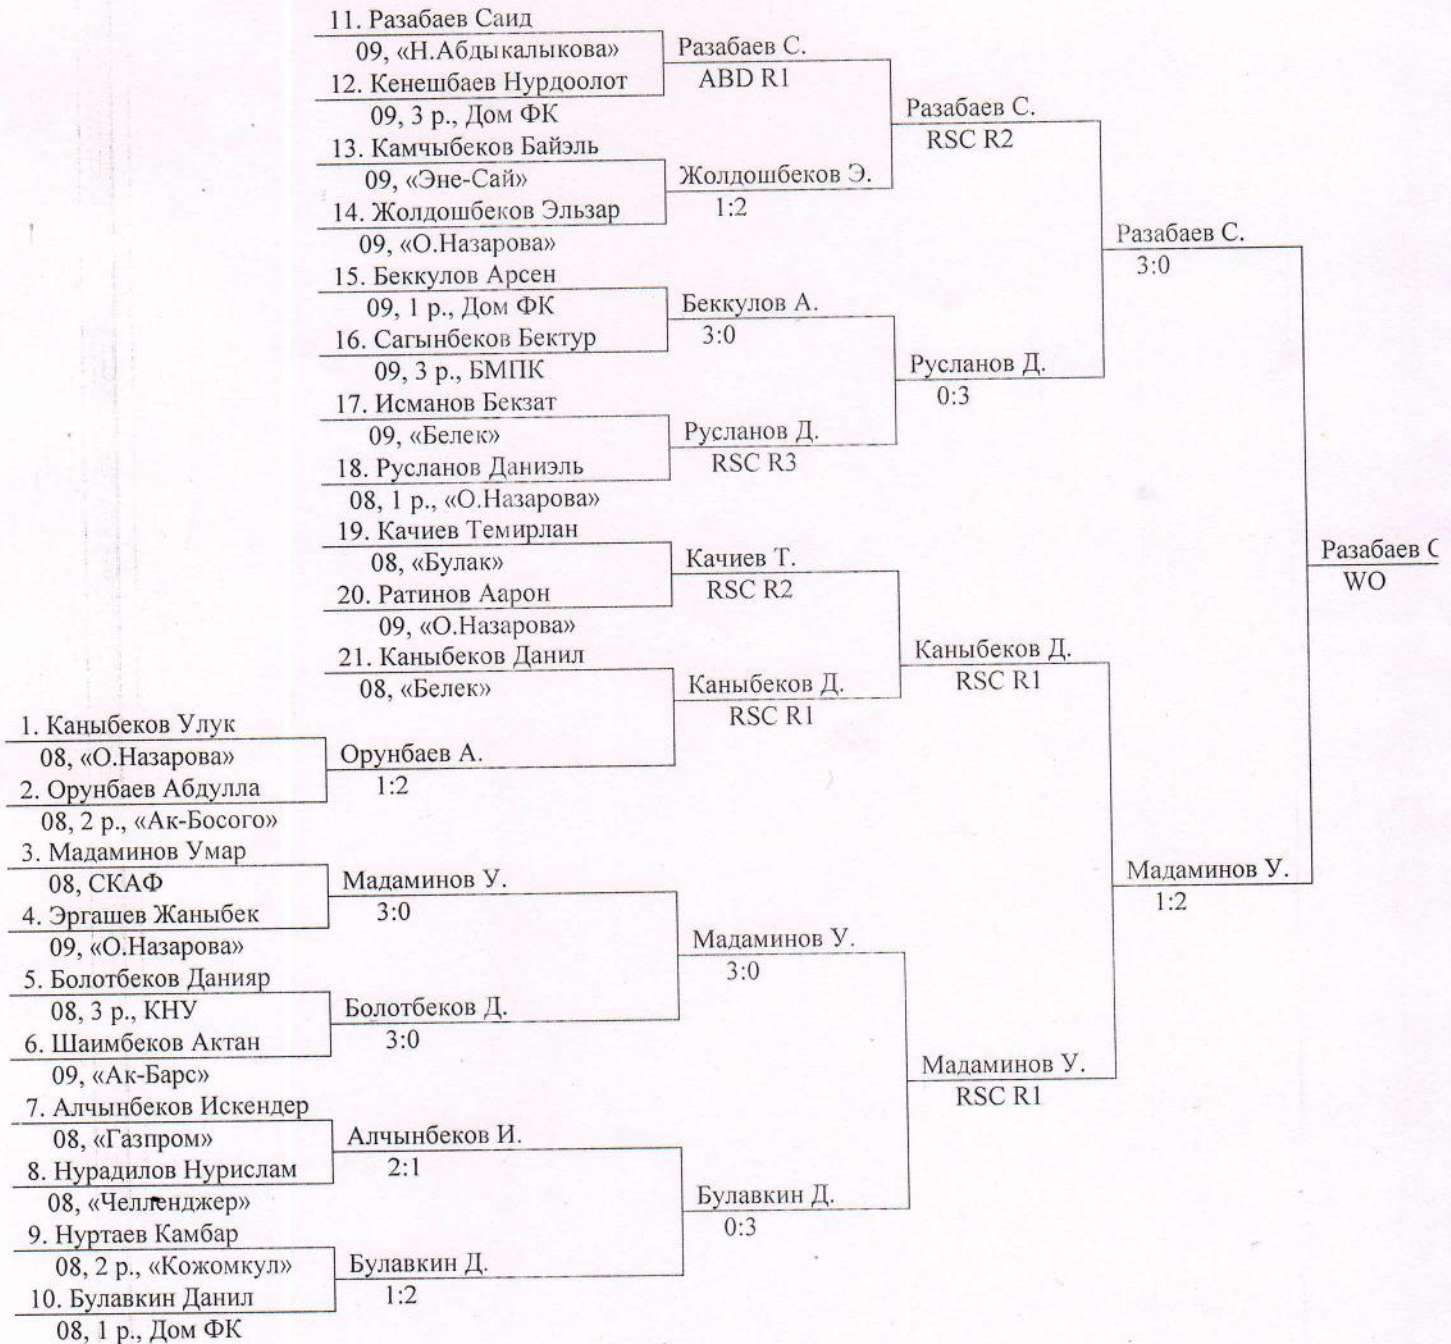 11. Разабаев Саид
09, «Н.Абдыкалыкова»
12. Кенешбаев Нурдоолот
09, 3 р., Дом ФК
13. Камчыбеков Байэль
09, «Эне-Сай»
14. Жолдошбеков Эльзар
09, «О.Назарова»
15. Беккулов Арсен
09, 1 р., Дом ФК
16. Сагынбеков Бектур
09, 3 р., БМПК
17. Исманов Бекзат
09, «Белек»
18. Русланов Даниэль
08, 1 р., «О.Назарова»
19. Качиев Темирлан
08, «Булак»
20. Ратинов Аарон
09, «О.Назарова»
21. Каныбеков Данил
08, «Белек»
1. Каныбеков Улук
08, «О.Назарова»
2. Орунбаев Абдулла
08, 2 р., «Ак-Босого»
3. Мадаминов Умар
08, СКАФ
4. Эргашев Жаныбек
09, «О.Назарова»
5. Болотбеков Данияр
08, 3 р., КНУ
6. Шаимбеков Актан
09, «Ак-Барс»
7. Алчынбеков Искендер
08, «Газпром»
8. Нурадилов Нурислам
08, «Челленджер»
9. Нуртаев Камбар
08, 2 р., «Кожомкул»
10. Булавкин Данил
08, 1 р., Дом ФК
Орунбаев А.
1:2
Мадаминов У.
3:0
Болотбеков Д.
3:0
Алчынбеков И.
2:1
Булавкин Д.
1:2
Разабаев С.
ABD R1
Жолдошбеков Э.
1:2
Беккулов А.
3:0
Русланов Д.
RSC R3
Качиев Т.
RSC R2
Каныбеков Д.
RSC R1
Мадаминов У.
3:0
Булавкин Д.
0:3
Разабаев С.
RSC R2
Русланов Д.
0:3
Каныбеков Д.
RSC R1
Мадаминов У.
RSC R1
Разабаев С.
3:0
Мадаминов У.
1:2
Разабаев С
WO